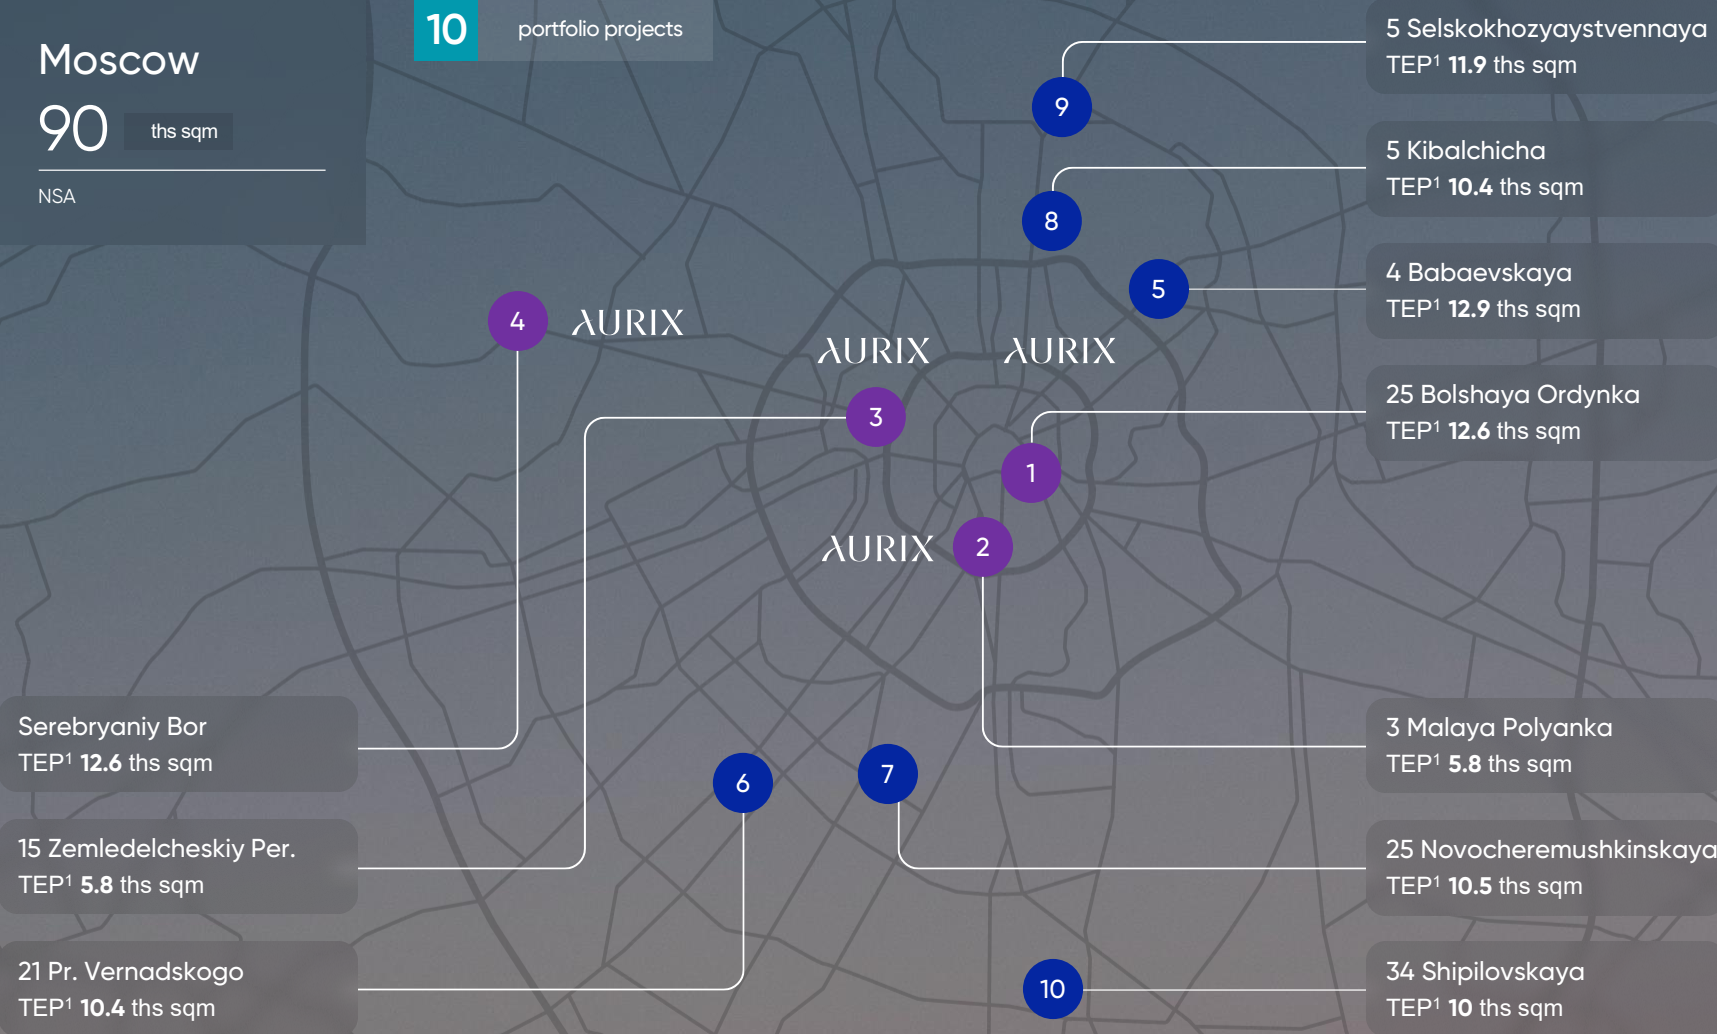 Moscow
90 ths sqm
NSA
10 portfolio projects
5 Selskokhozyaystvennaya
TEP¹ 11.9 ths sqm
9
5 Kibalchicha
TEP¹ 10.4 ths sqm
8
4 Babaevskaya
TEP¹ 12.9 ths sqm
5
4 AURIX
AURIX
AURIX
25 Bolshaya Ordynka
TEP¹ 12.6 ths sqm
3
1
AURIX 2
Serebryaniy Bor
TEP¹ 12.6 ths sqm
3 Malaya Polyanka
TEP¹ 5.8 ths sqm
6
7
15 Zemledelcheskiy Per.
TEP¹ 5.8 ths sqm
25 Novocheremushkinskaya
TEP¹ 10.5 ths sqm
21 Pr. Vernadskogo
TEP¹ 10.4 ths sqm
10
34 Shipilovskaya
TEP¹ 10 ths sqm